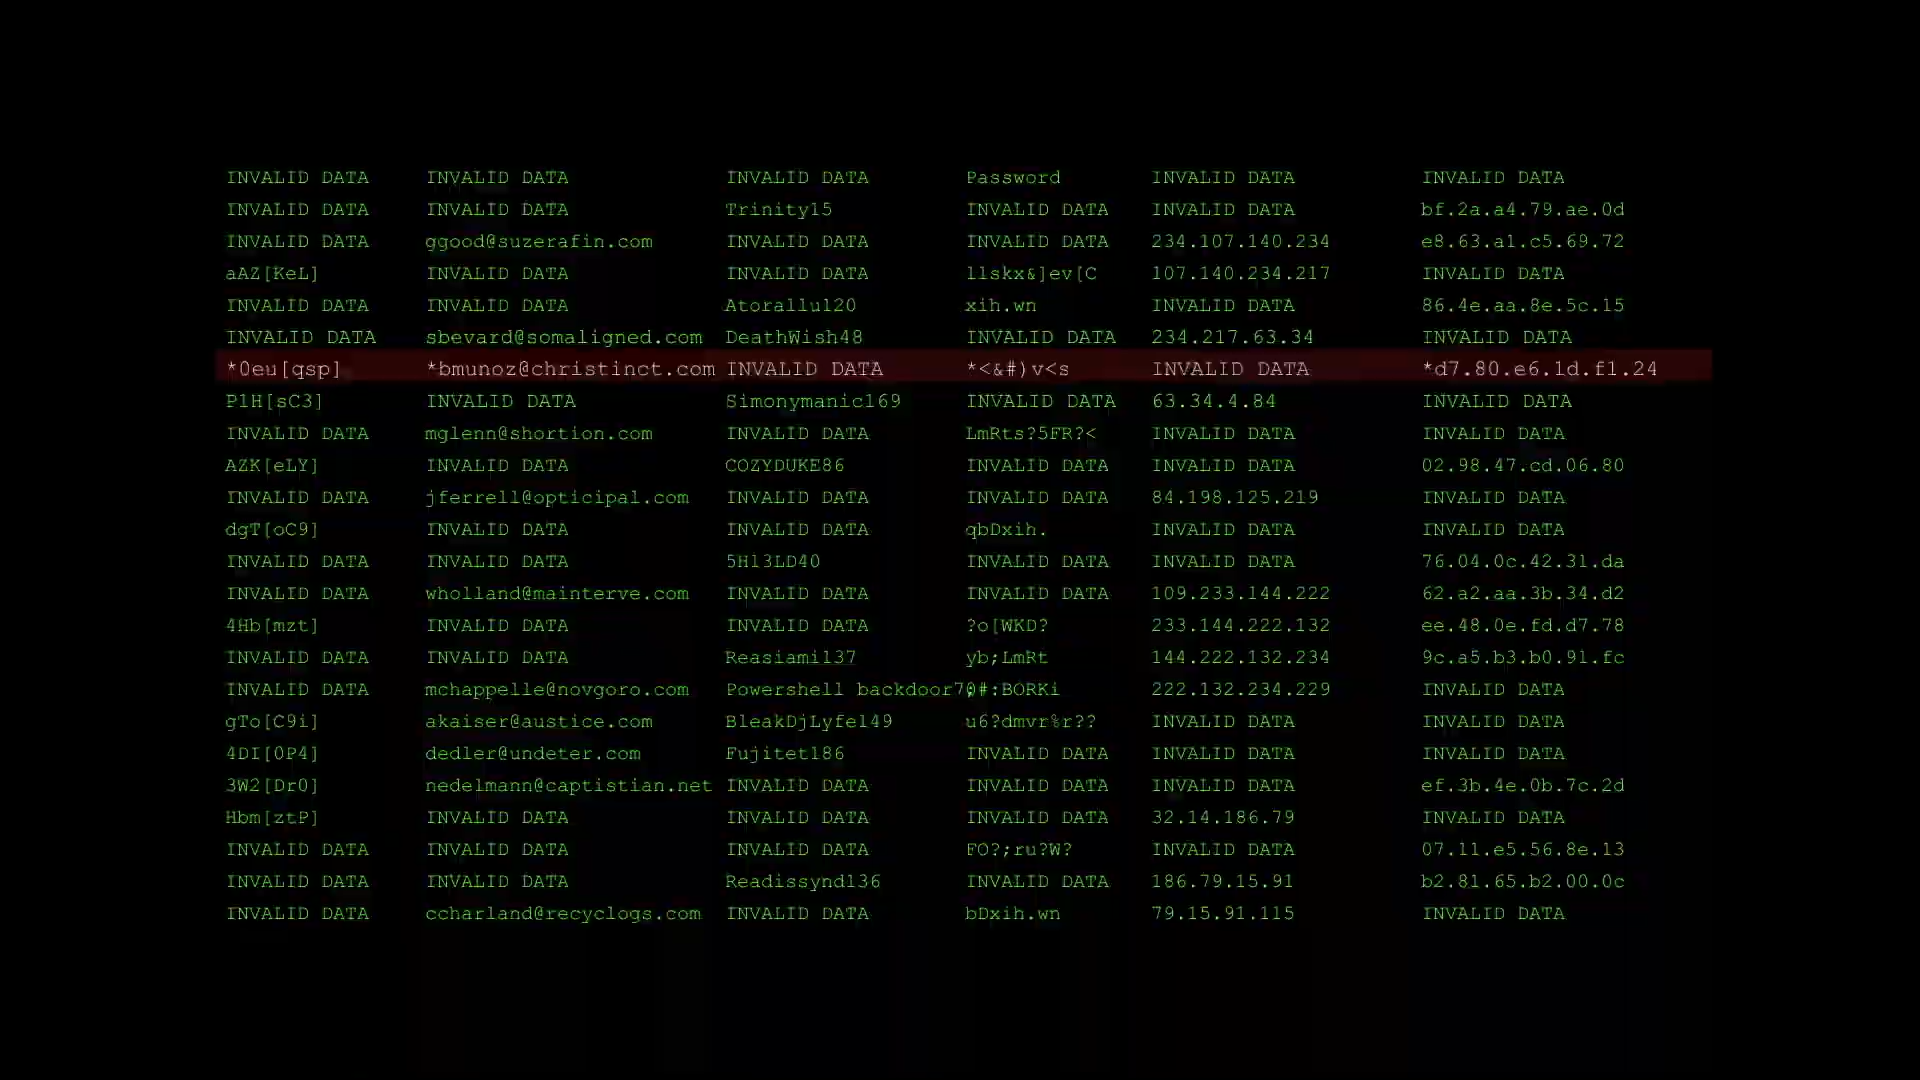 INVALID DATA INVALID DATA INVALID DATA Password INVALID DATA INVALID DATA
INVALID DATA INVALID DATA Trinity15 INVALID DATA INVALID DATA bf.2a.a4.79.ae.0d
INVALID DATA ggood@suzerafin.com INVALID DATA INVALID DATA 234.107.140.234 e8.63.a1.c5.69.72
aAZ[KeL] INVALID DATA INVALID DATA llskx&]ev[C 107.140.234.217 INVALID DATA
INVALID DATA INVALID DATA Atorallu120 xih.wn INVALID DATA 86.4e.aa.8e.5c.15
INVALID DATA sbevard@somaligned.com DeathWish48 INVALID DATA 234.217.63.34 INVALID DATA
*0eu[qsp] *bmunoz@christinct.com INVALID DATA *<&#)v<s INVALID DATA *d7.80.e6.1d.f1.24
P1H[sC3] INVALID DATA Simonymanic169 INVALID DATA 63.34.4.84 INVALID DATA
INVALID DATA mglenn@shortion.com INVALID DATA LmRts?5FR?< INVALID DATA INVALID DATA
AZK[eLY] INVALID DATA COZYDUKE86 INVALID DATA INVALID DATA 02.98.47.cd.06.80
INVALID DATA jferrell@opticipal.com INVALID DATA INVALID DATA 84.198.125.219 INVALID DATA
dgT[oC9] INVALID DATA INVALID DATA qbDxih. INVALID DATA INVALID DATA
INVALID DATA INVALID DATA 5H13LD40 INVALID DATA INVALID DATA 76.04.0c.42.31.da
INVALID DATA wholland@mainterve.com INVALID DATA INVALID DATA 109.233.144.222 62.a2.aa.3b.34.d2
4Hb[mzt] INVALID DATA INVALID DATA ?o[WKD? 233.144.222.132 ee.48.0e.fd.d7.78
INVALID DATA INVALID DATA Reasiami137 yb;LmRt 144.222.132.234 9c.a5.b3.b0.91.fc
INVALID DATA mchappelle@novgoro.com Powershell 222.132.234.229 INVALID DATA
gTo[C9i] akaiser@austice.com BleakDjLyfe149 u6?dmvr%r?? INVALID DATA INVALID DATA
4DI[0P4] dedler@undeter.com Fujitet186 INVALID DATA INVALID DATA INVALID DATA
3W2[Dr0] nedelmann@captistian.net INVALID DATA INVALID DATA INVALID DATA ef.3b.4e.0b.7c.2d
Hbm[ztP] INVALID DATA INVALID DATA INVALID DATA 32.14.186.79 INVALID DATA
INVALID DATA INVALID DATA INVALID DATA FO?;ru?W? INVALID DATA 07.11.e5.56.8e.13
INVALID DATA INVALID DATA Readissynd136 INVALID DATA 186.79.15.91 b2.81.65.b2.00.0c
INVALID DATA ccharland@recyclogs.com INVALID DATA bDxih.wn 79.15.91.115 INVALID DATA